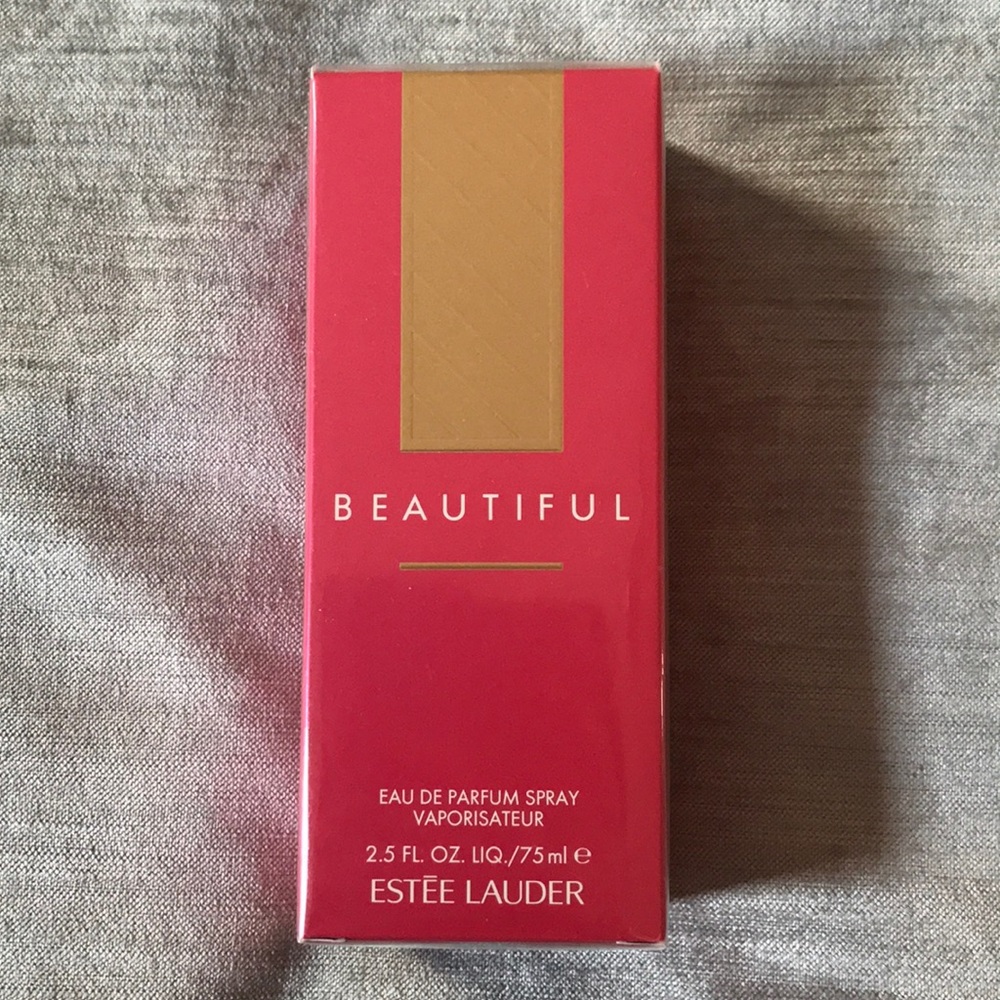 BEAUTIFUL
EAU DE PARFUM SPRAY
VAPORISATEUR
2.5 FL. OZ. LIQ./75 ml ℮
ESTĒE LAUDER